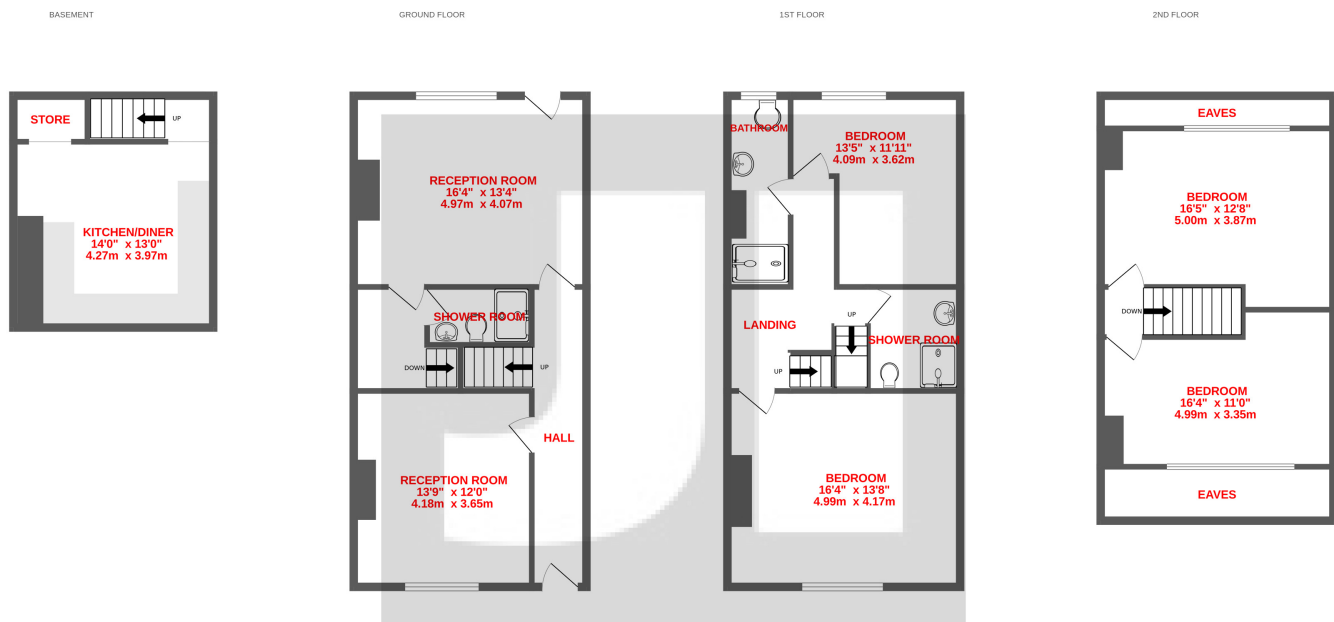 BASEMENT
STORE
UP
KITCHEN/DINER
14'0" x 13'0"
4.27m x 3.97m
GROUND FLOOR
RECEPTION ROOM
16'4" x 13'4"
4.97m x 4.07m
SHOWER ROOM
DOWN
UP
HALL
RECEPTION ROOM
13'9" x 12'0"
4.18m x 3.65m
1ST FLOOR
BATHROOM
BEDROOM
13'5" x 11'11"
4.09m x 3.62m
LANDING
UP
SHOWER ROOM
UP
BEDROOM
16'4" x 13'8"
4.99m x 4.17m
2ND FLOOR
EAVES
BEDROOM
16'5" x 12'8"
5.00m x 3.87m
DOWN
BEDROOM
16'4" x 11'0"
4.99m x 3.35m
EAVES